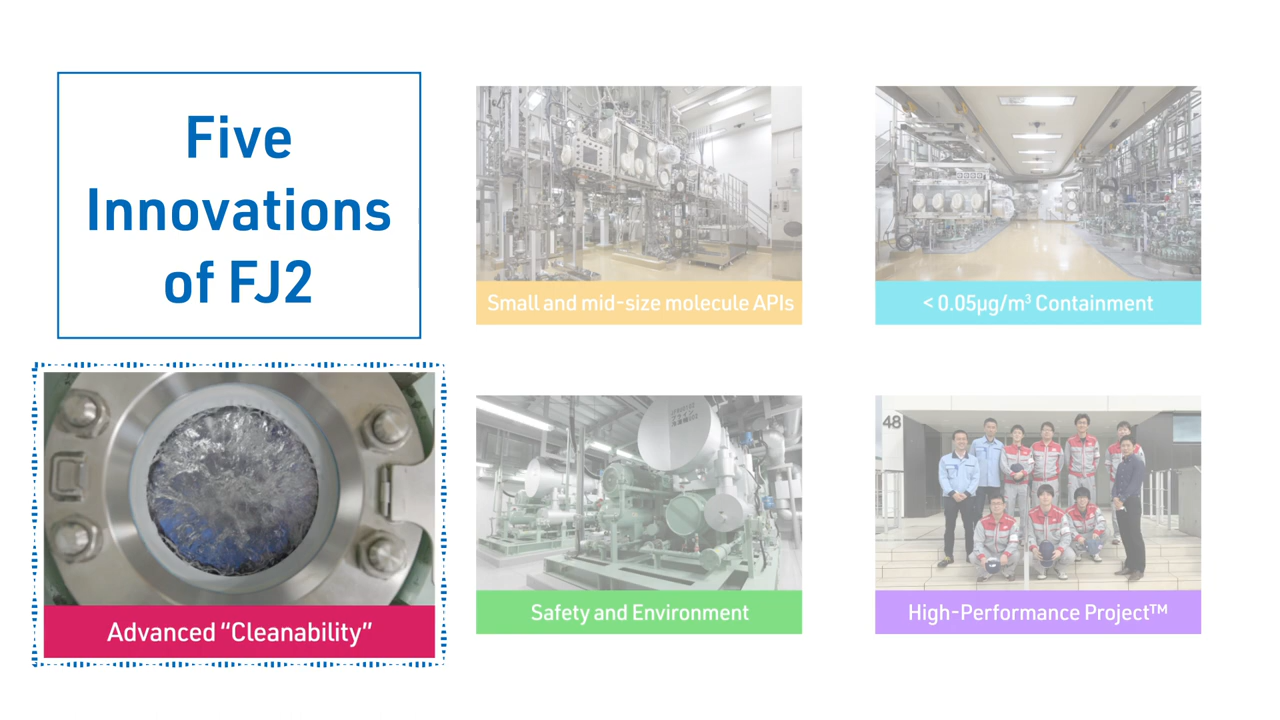 Five
Innovations
of FJ2
Small and mid-size molecule APIs
< 0.05μg/m³ Containment
Advanced “Cleanability”
Safety and Environment
48
High-Performance Project™